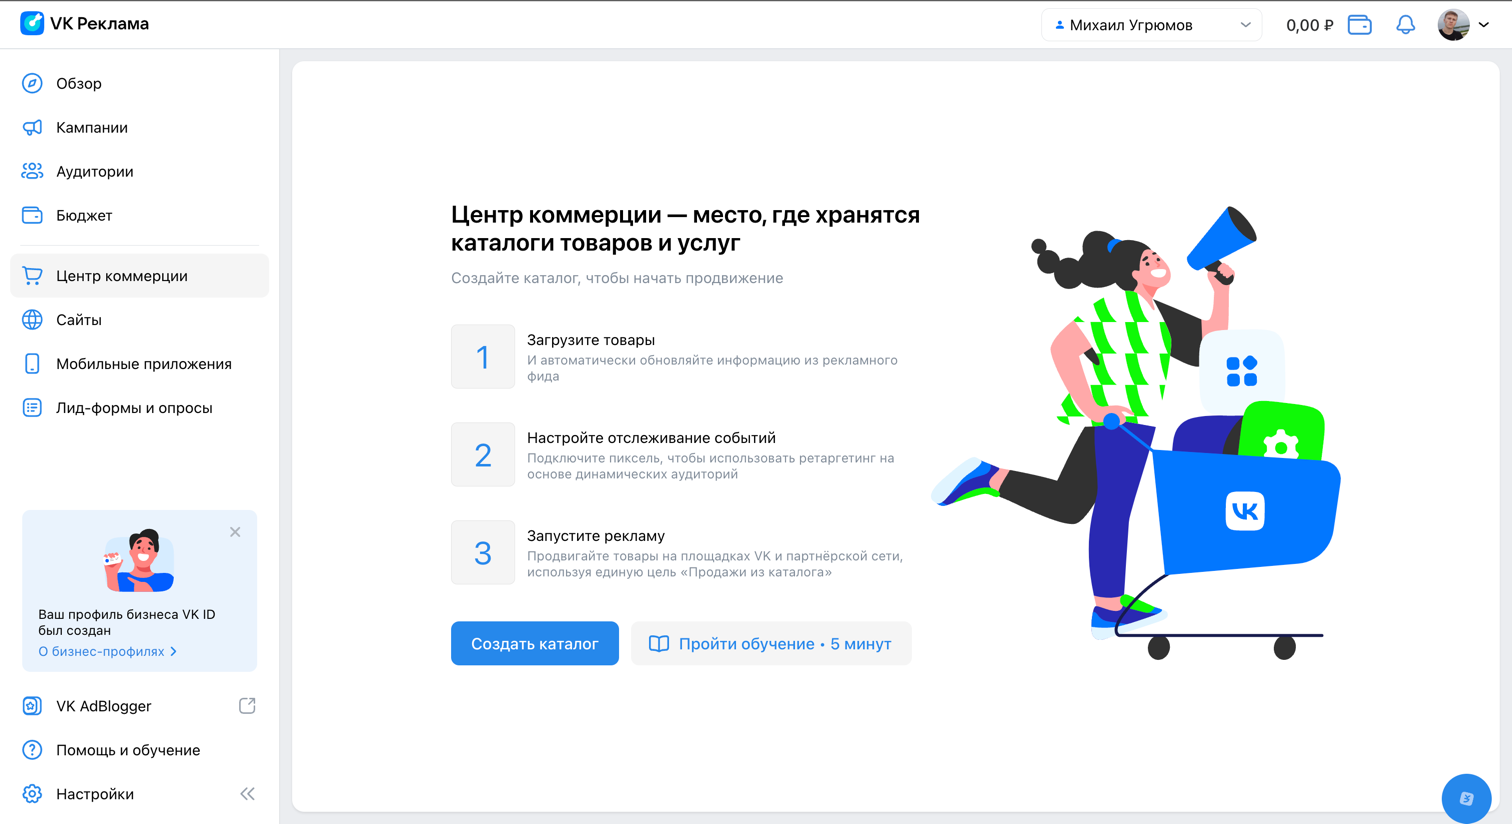 VK Реклама
Михаил Угрюмов
0,00 ₽
Обзор
Кампании
Аудитории
Бюджет
Центр коммерции
Сайты
Мобильные приложения
Лид-формы и опросы
Ваш профиль бизнеса VK ID
был создан
О бизнес-профилях
VK AdBlogger
Помощь и обучение
Настройки
Центр коммерции — место, где хранятся
каталоги товаров и услуг
Создайте каталог, чтобы начать продвижение
1
Загрузите товары
И автоматически обновляйте информацию из рекламного
фида
2
Настройте отслеживание событий
Подключите пиксель, чтобы использовать ретаргетинг на
основе динамических аудиторий
3
Запустите рекламу
Продвигайте товары на площадках VK и партнёрской сети,
используя единую цель «Продажи из каталога»
Создать каталог
Пройти обучение • 5 минут
VK